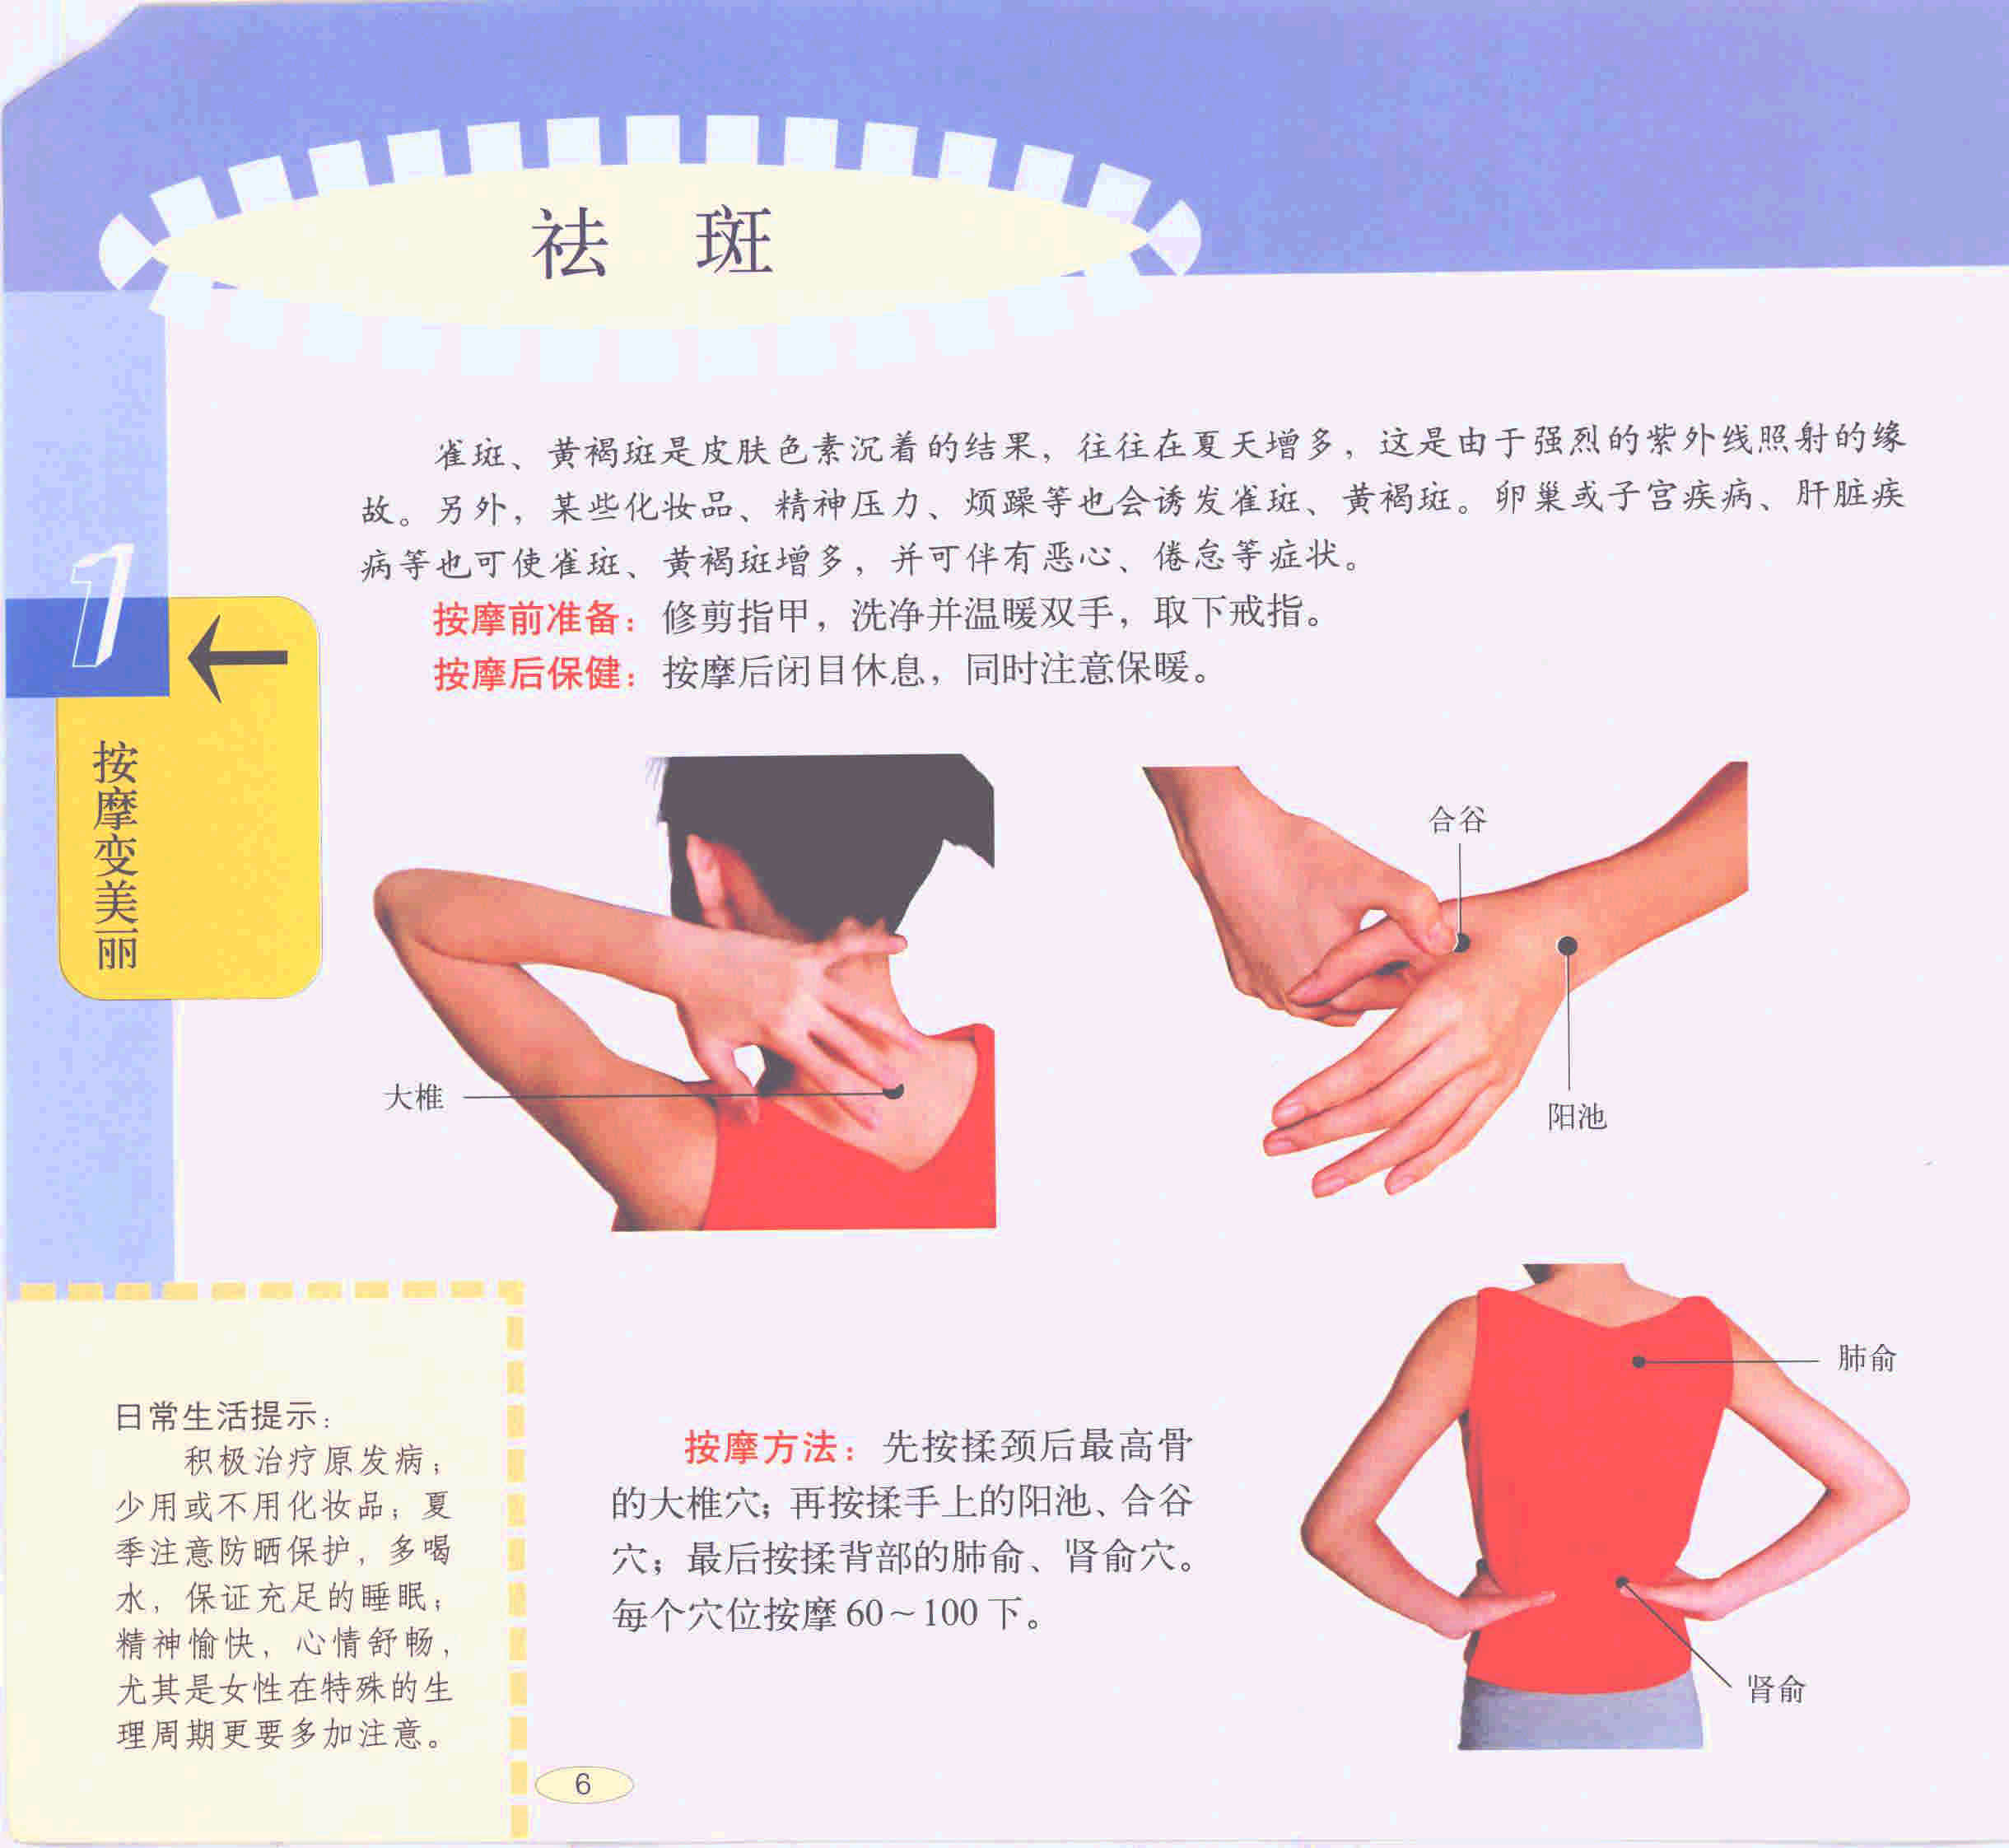 祛 斑
雀斑、黄褐斑是皮肤色素沉着的结果，往往在夏天增多，这是由于强烈的紫外线照射的缘
故。另外，某些化妆品、精神压力、烦躁等也会诱发雀斑、黄褐斑。卵巢或子宫疾病、肝脏疾
病等也可使雀斑、黄褐斑增多，并可伴有恶心、倦怠等症状。
按摩前准备：修剪指甲，洗净并温暖双手，取下戒指。
按摩后保健：按摩后闭目休息，同时注意保暖。
1
按摩变美丽
大椎
合谷
阳池
肺俞
肾俞
按摩方法：先按揉颈后最高骨
的大椎穴；再按揉手上的阳池、合谷
穴；最后按揉背部的肺俞、肾俞穴。
每个穴位按摩60～100下。
日常生活提示：
积极治疗原发病；
少用或不用化妆品；夏
季注意防晒保护，多喝
水，保证充足的睡眠；
精神愉快，心情舒畅，
尤其是女性在特殊的生
理周期更要多加注意。
6